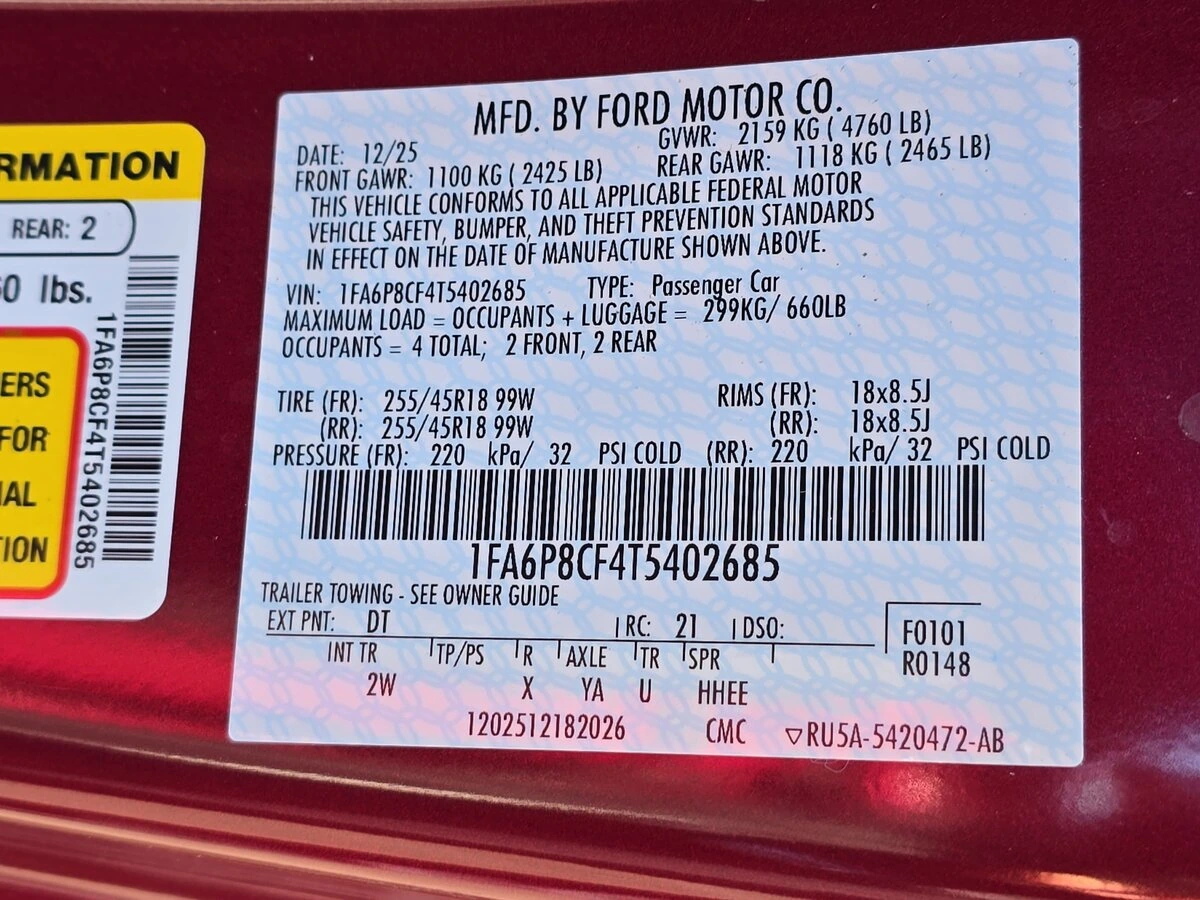 RMATION
REAR: 2
0 lbs.
ERS
FOR
IAL
ION
1FA6P8CF4T5402685
MFD. BY FORD MOTOR CO.
DATE: 12/25 GVWR: 2159 KG ( 4760 LB)
FRONT GAWR: 1100 KG ( 2425 LB) REAR GAWR: 1118 KG ( 2465 LB)
THIS VEHICLE CONFORMS TO ALL APPLICABLE FEDERAL MOTOR
VEHICLE SAFETY, BUMPER, AND THEFT PREVENTION STANDARDS
IN EFFECT ON THE DATE OF MANUFACTURE SHOWN ABOVE.
VIN: 1FA6P8CF4T5402685 TYPE: Passenger Car
MAXIMUM LOAD = OCCUPANTS + LUGGAGE = 299KG/ 660LB
OCCUPANTS = 4 TOTAL; 2 FRONT, 2 REAR
TIRE (FR): 255/45R18 99W RIMS (FR): 18x8.5J
(RR): 255/45R18 99W (RR): 18x8.5J
PRESSURE (FR): 220 kPa/ 32 PSI COLD (RR): 220 kPa/ 32 PSI COLD
1FA6P8CF4T5402685
TRAILER TOWING - SEE OWNER GUIDE
EXT PNT: DT RC: 21 DSO: F0101
INT TR TP/PS R AXLE TR SPR R0148
2W X YA U HHEE
1202512182026 CMC ▽RU5A-5420472-AB